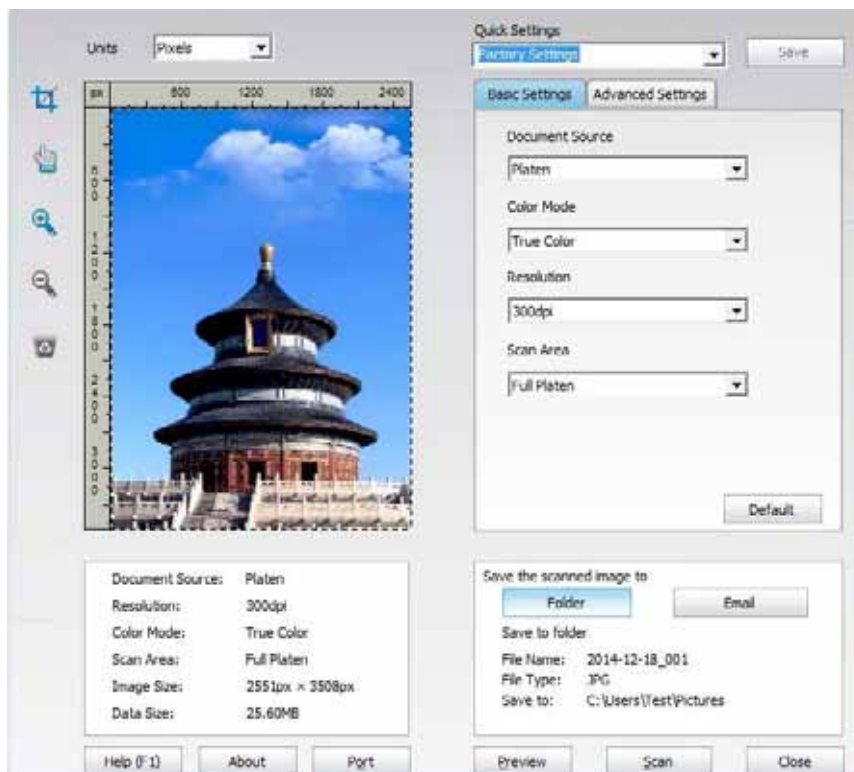 Units Pixels
Quick Settings
Factory Settings Save
px 600 1200 1800 2400
600
1200
1800
2400
3000
Basic Settings Advanced Settings
Document Source
Platen
Color Mode
True Color
Resolution
300dpi
Scan Area
Full Platen
Default
Document Source: Platen
Resolution: 300dpi
Color Mode: True Color
Scan Area: Full Platen
Image Size: 2551px × 3508px
Data Size: 25.60MB
Save the scanned image to
Folder Email
Save to folder
File Name: 2014-12-18_001
File Type: JPG
Save to: C:\Users\Test\Pictures
Help (F1) About Port
Preview Scan Close